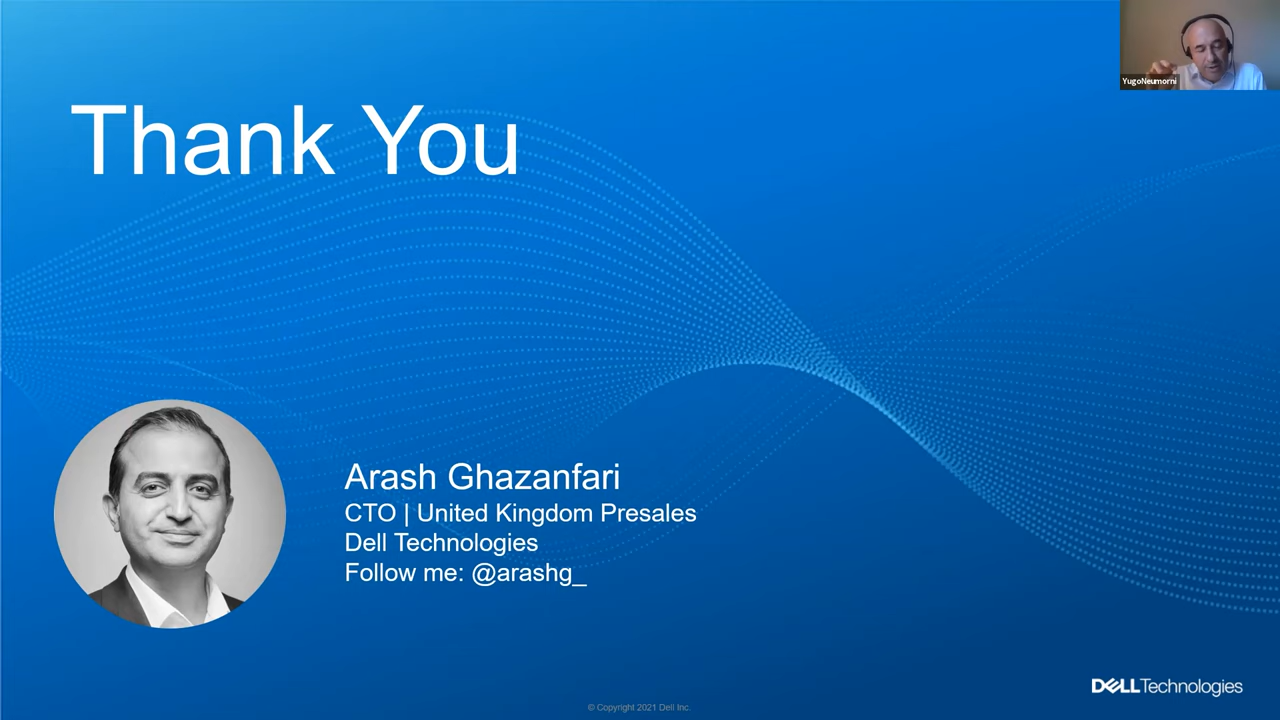 YugoNeumorni
Thank You
Arash Ghazanfari
CTO | United Kingdom Presales
Dell Technologies
Follow me: @arashg_
DELLTechnologies
© Copyright 2021 Dell Inc.